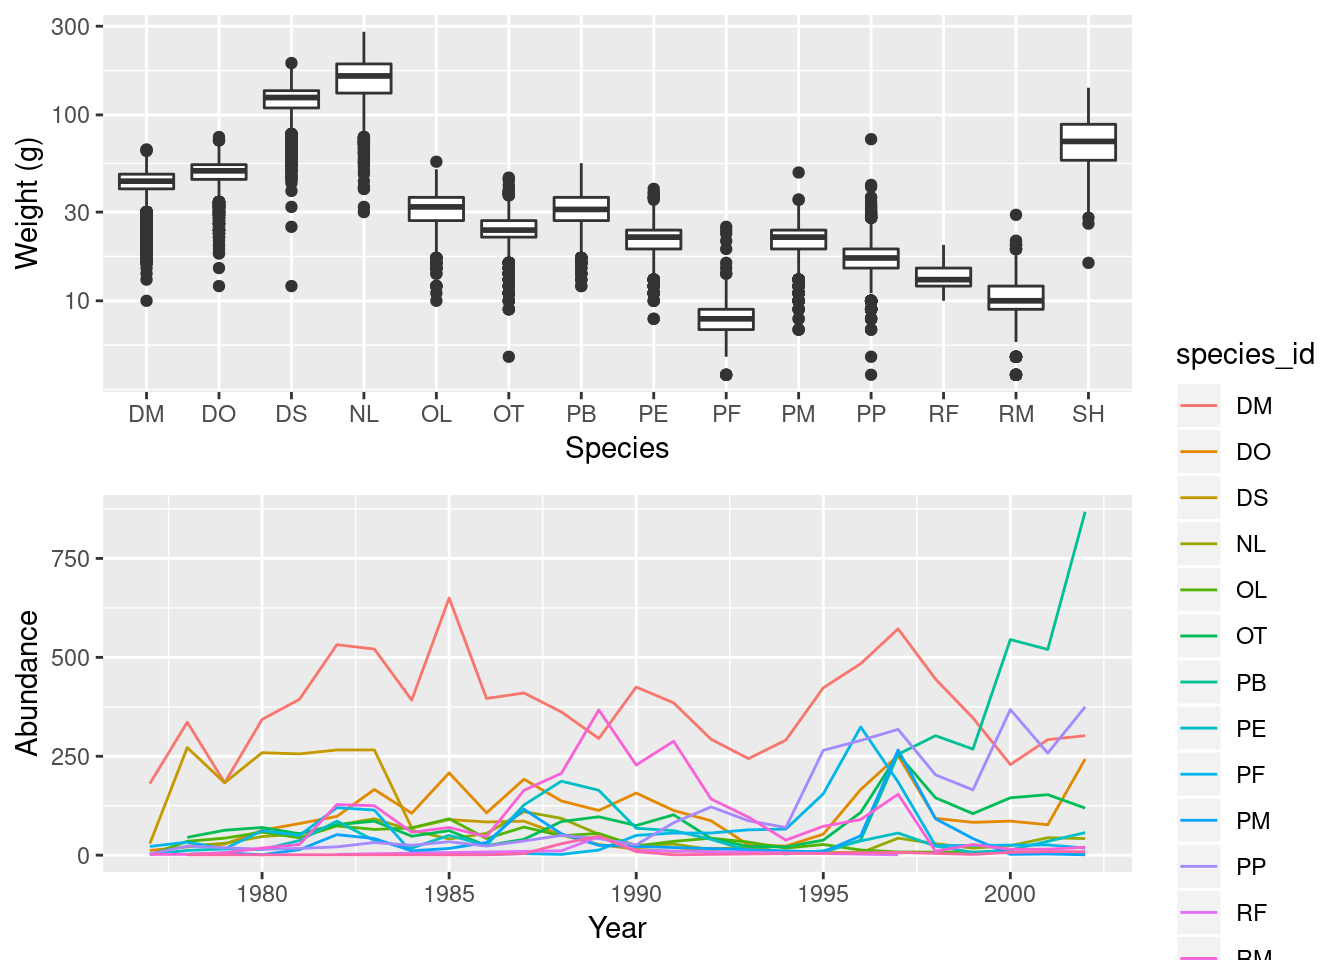 300
100
30
10
Weight (g)
DM DO DS NL OL OT PB PE PF PM PP RF RM SH
Species
750
500
250
0
Abundance
1980 1985 1990 1995 2000
Year
species_id
DM
DO
DS
NL
OL
OT
PB
PE
PF
PM
PP
RF
RM